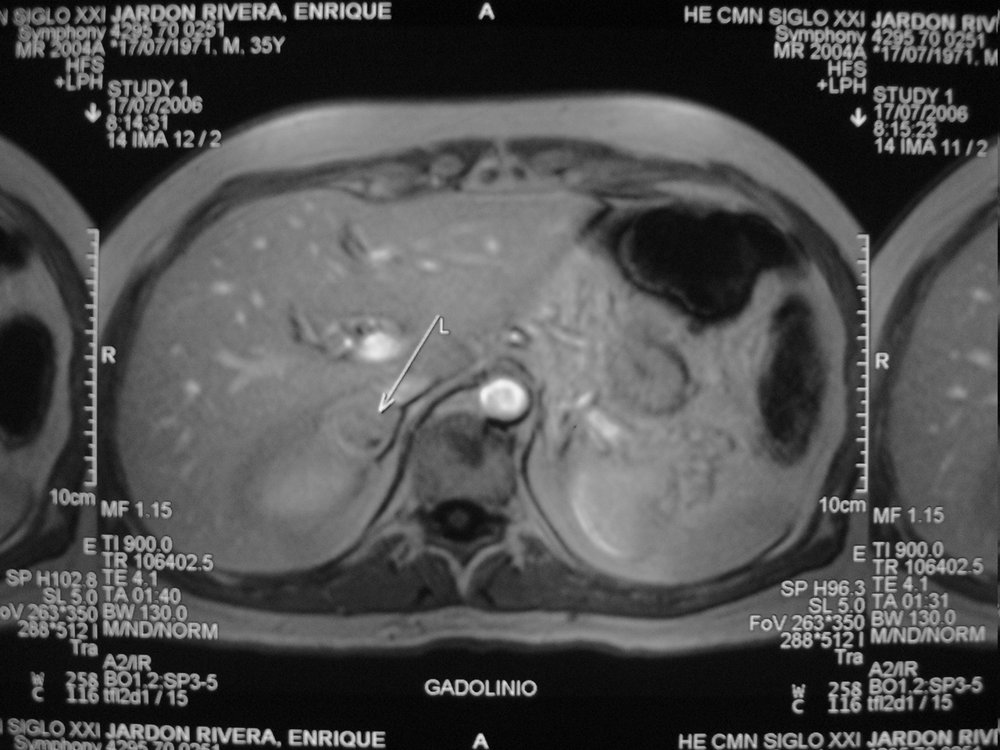 N SIGLO XXI JARDON RIVERA, ENRIQUE
Symphony 4295 70 0251
MR 2004A *17/07/1971, M, 35Y
HFS
+LPH
STUDY 1
17/07/2006
8:14:31
14 IMA 12 / 2
A
HE CMN SIGLO XXI JARDON RIV
Symphony 4295 70 0251
MR 2004A *17/07/1971, M
HFS
+LPH
STUDY 1
17/07/2006
8:15:23
14 IMA 11 / 2
L
R
R
10cm
MF 1.15
E TI 900.0
TR 106402.5
SP H102.8 TE 4.1
SL 5.0 TA 01:40
oV 263*350 BW 130.0
288*512 I M/ND/NORM
Tra
A2/IR
W 258 BO1,2;SP3-5
C 116 tfl2d1 / 15
10cm
MF 1.15
E TI 900.0
TR 106402.5
SP H96.3 TE 4.1
SL 5.0 TA 01:31
FoV 263*350 BW 130.0
288*512 I M/ND/NORM
Tra
A2/IR
W 258 BO1,2;SP3-5
C 116 tfl2d1 / 15
GADOLINIO
N SIGLO XXI JARDON RIVERA, ENRIQUE
Symphony 4295 70 0251
A
HE CMN SIGLO XXI JARDON RIV
Symphony 4295 70 0251